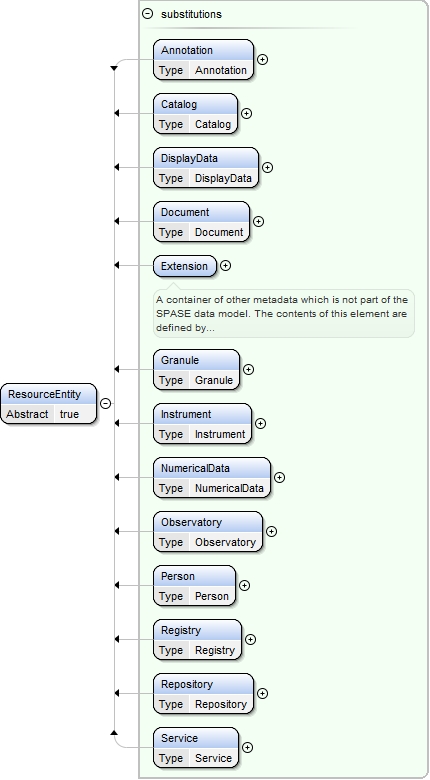 substitutions
Annotation
Type Annotation
Catalog
Type Catalog
DisplayData
Type DisplayData
Document
Type Document
Extension
A container of other metadata which is not part of the
SPASE data model. The contents of this element are
defined by...
Granule
Type Granule
ResourceEntity
Abstract true
Instrument
Type Instrument
NumericalData
Type NumericalData
Observatory
Type Observatory
Person
Type Person
Registry
Type Registry
Repository
Type Repository
Service
Type Service